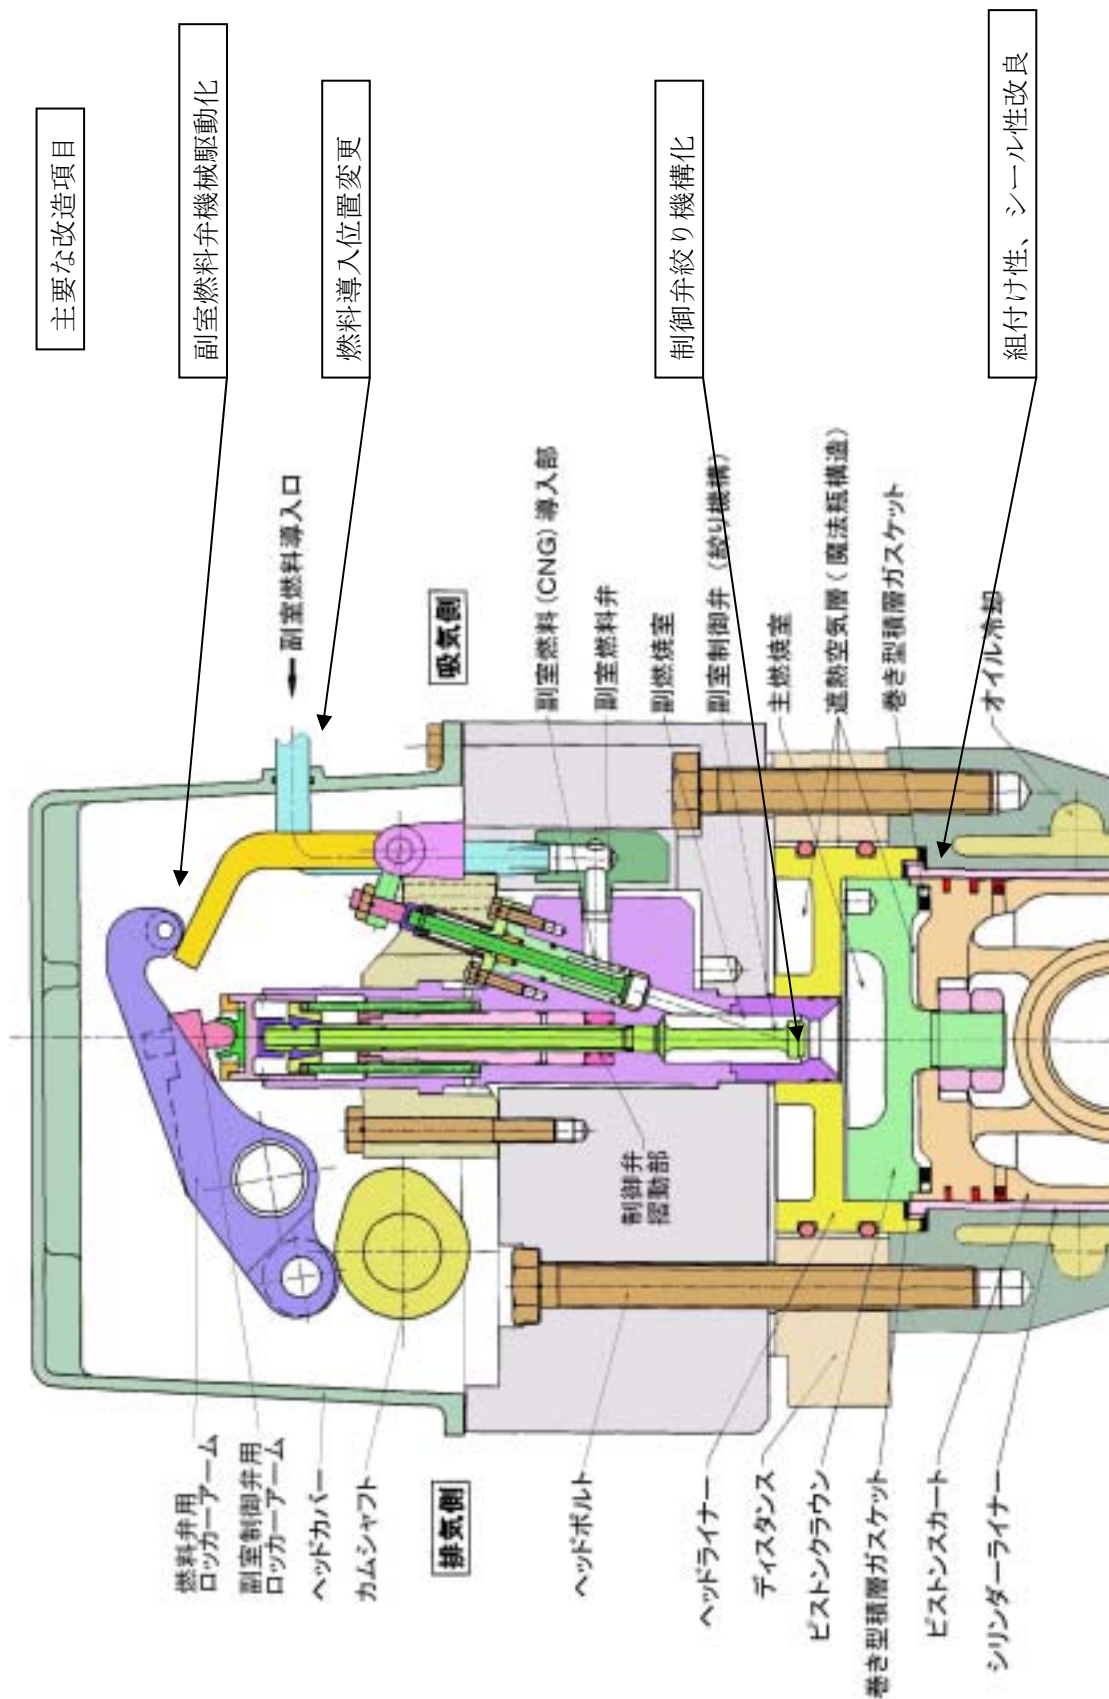 主要な改造項目
副室燃料弁機械駆動化
燃料導入位置変更
制御弁絞り機構化
組付け性、シール性改良
副室燃料導入口
吸気側
副室燃料(CNG)導入部
副室燃料弁
副燃焼室
副室制御弁(絞り機構)
主燃焼室
遮熱空気層(魔法瓶構造)
巻き型積層ガスケット
オイル冷却
制御弁
摺動部
燃料弁用
ロッカーアーム
副室制御弁用
ロッカーアーム
ヘッドカバー
カムシャフト
排気側
ヘッドボルト
ヘッドライナー
ディスタンス
ピストンクラウン
巻き型積層ガスケット
ピストンスカート
シリンダーライナー